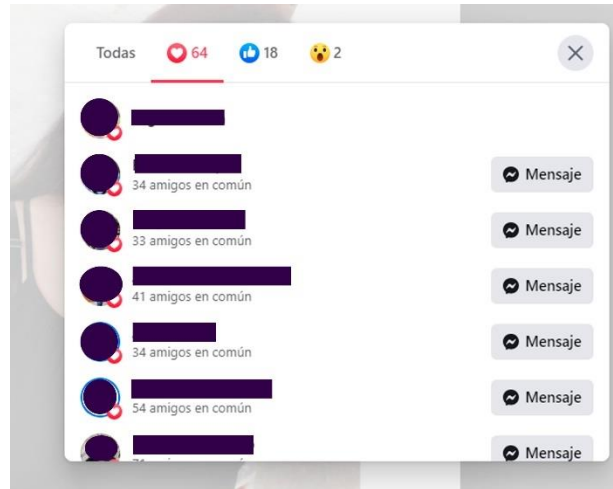 Todas 64 18 2
34 amigos en común Mensaje
33 amigos en común Mensaje
41 amigos en común Mensaje
34 amigos en común Mensaje
54 amigos en común Mensaje
Mensaje